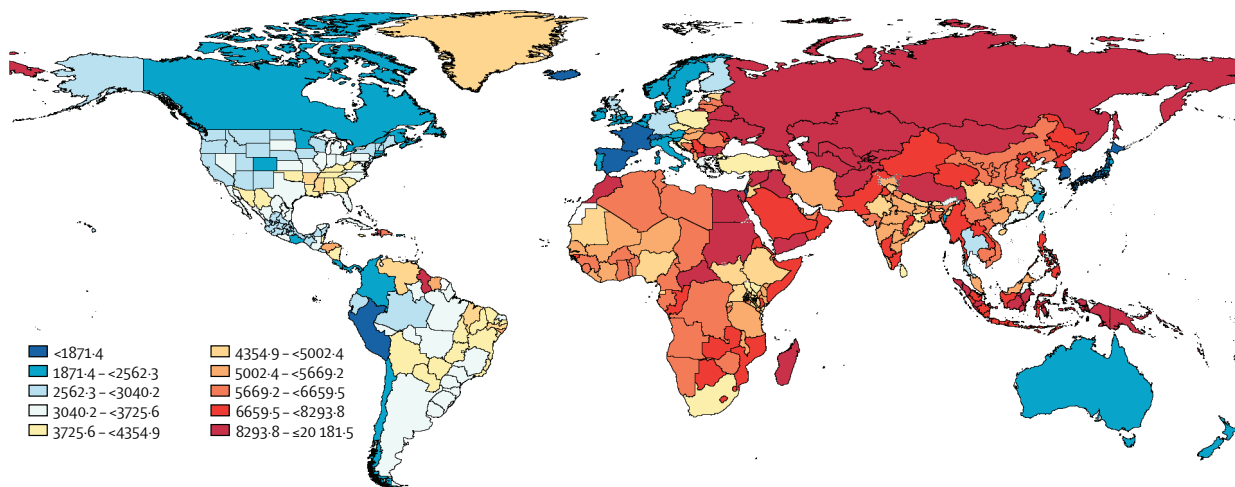 <1871·4
1871·4 – <2562·3
2562·3 – <3040·2
3040·2 – <3725·6
3725·6 – <4354·9
4354·9 – <5002·4
5002·4 – <5669·2
5669·2 – <6659·5
6659·5 – <8293·8
8293·8 – ≤20 181·5